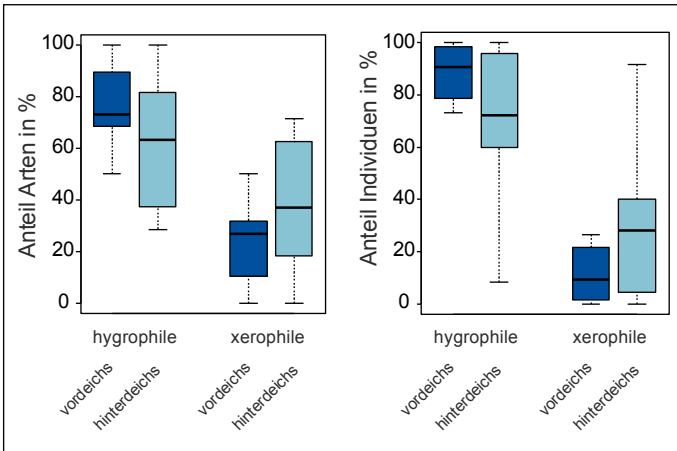 Anteil Arten in %
100
80
60
40
20
0
hygrophile xerophile
vordeichs hinterdeichs vordeichs hinterdeichs
Anteil Individuen in %
100
80
60
40
20
0
hygrophile xerophile
vordeichs hinterdeichs vordeichs hinterdeichs